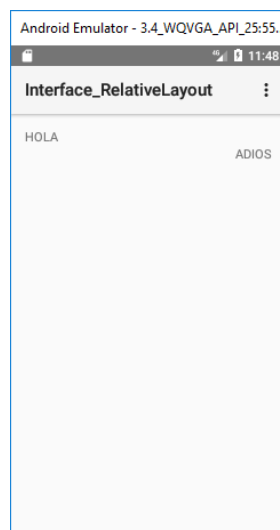 Android Emulator - 3.4_WQVGA_API_25:55.
11:48
Interface_RelativeLayout
HOLA
ADIOS